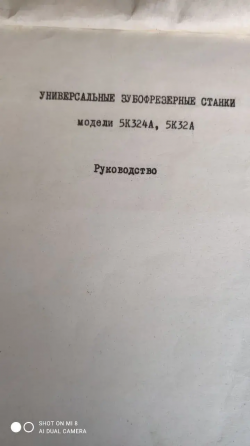 УНИВЕРСАЛЬНЫЕ ЗУБОФРЕЗЕРНЫЕ СТАНКИ
модели 5К324А, 5К32А
Руководство
SHOT ON MI 8
AI DUAL CAMERA